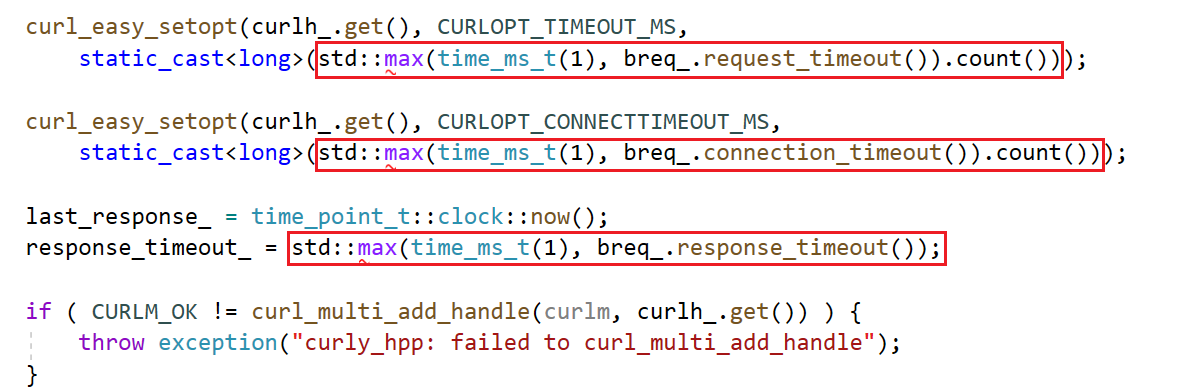 curl_easy_setopt(curlh_.get(), CURLOPT_TIMEOUT_MS,
static_cast<long>(std::max(time_ms_t(1), breq_.request_timeout()).count()));
curl_easy_setopt(curlh_.get(), CURLOPT_CONNECTTIMEOUT_MS,
static_cast<long>(std::max(time_ms_t(1), breq_.connection_timeout()).count()));
last_response_ = time_point_t::clock::now();
response_timeout_ = std::max(time_ms_t(1), breq_.response_timeout());
if ( CURLM_OK != curl_multi_add_handle(curlm, curlh_.get()) ) {
throw exception("curly_hpp: failed to curl_multi_add_handle");
}